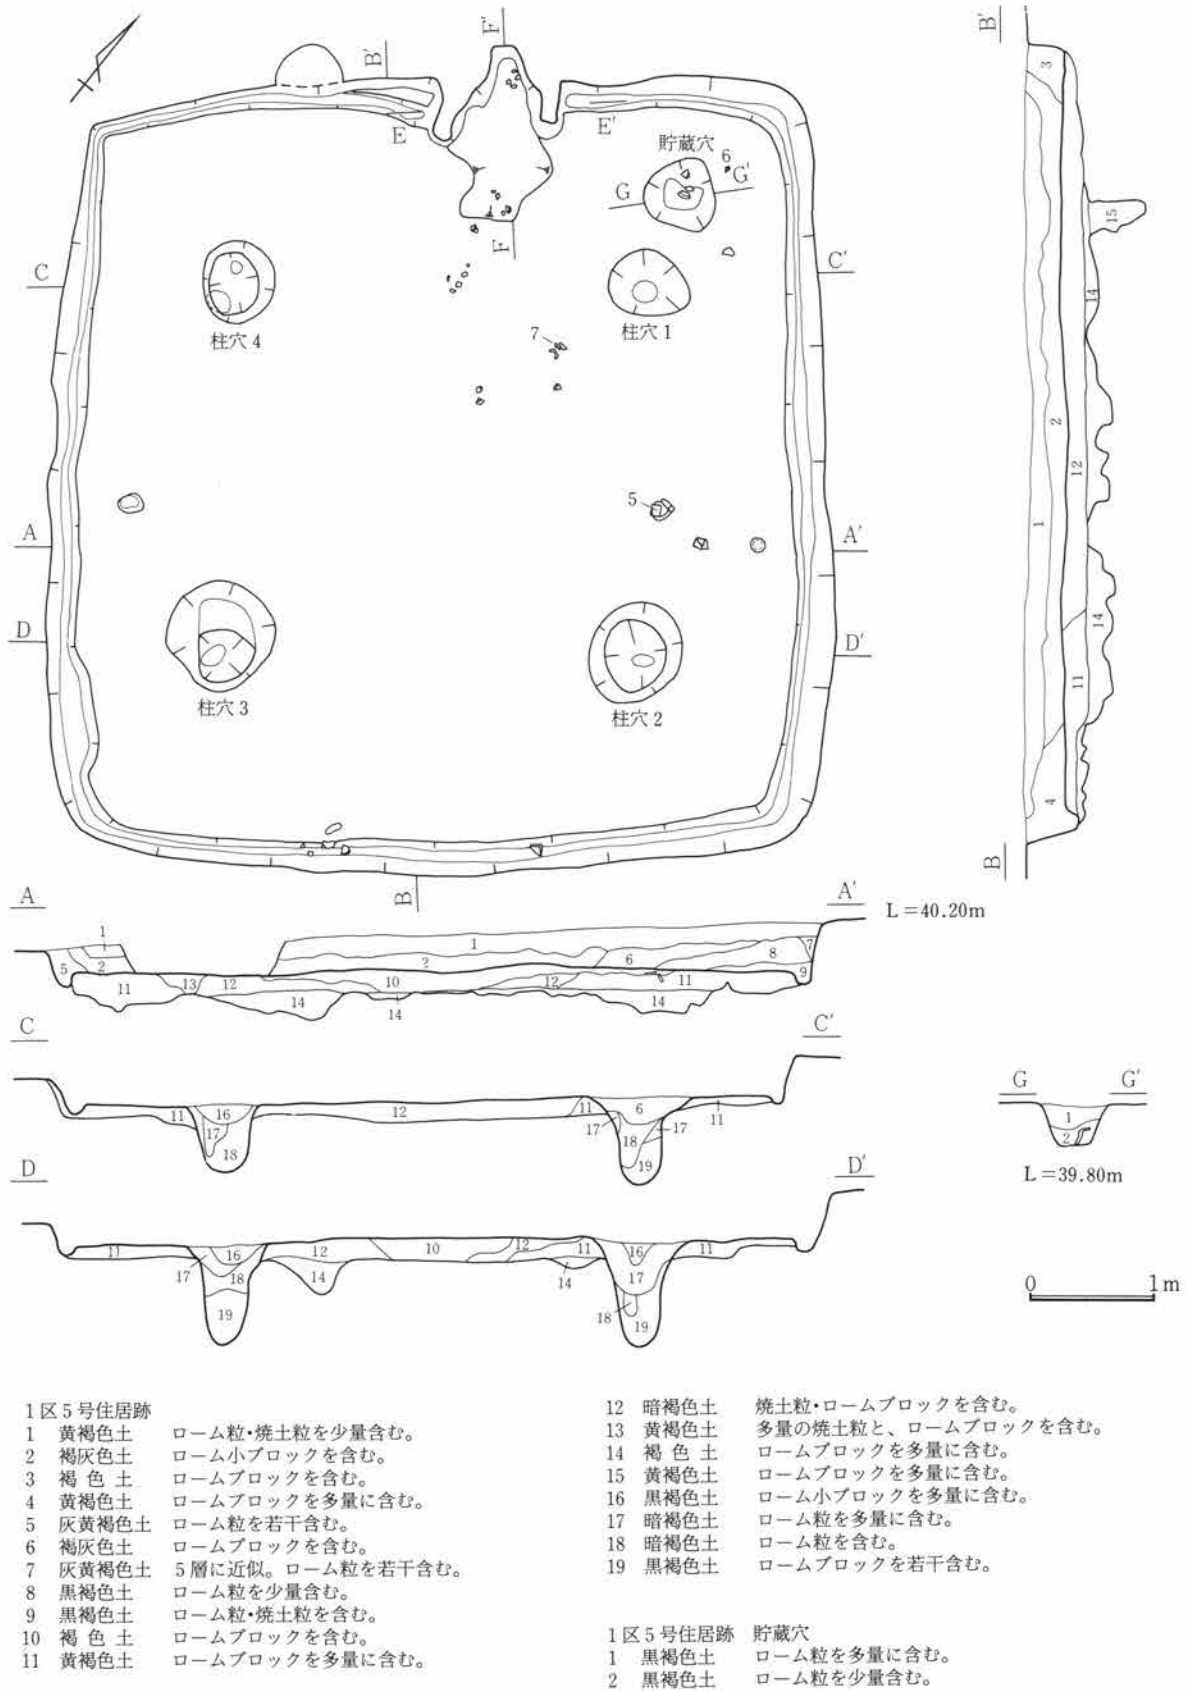 F′
B′
B′
3
E
E′
貯蔵穴
6
G
G′
15
F
C
C′
14
柱穴 4
柱穴 1
7
2
12
5
1
A
A′
14
D
D′
11
柱穴 3
柱穴 2
4
B
B
A
A′
L＝40.20m
1
1
7
2
2
6
8
5
9
11
13
12
10
12
11
14
14
14
C
C′
G
G′
16
11
12
11
6
11
17
17
17
18
18
19
1
2
L＝39.80m
D
D′
11
16
12
10
12
11
16
11
17
18
14
14
17
19
18
19
0
1m
1区5号住居跡
1 黄褐色土 ローム粒・焼土粒を少量含む。
2 褐灰色土 ローム小ブロックを含む。
3 褐 色 土 ロームブロックを含む。
4 黄褐色土 ロームブロックを多量に含む。
5 灰黄褐色土 ローム粒を若干含む。
6 褐灰色土 ロームブロックを含む。
7 灰黄褐色土 5層に近似。ローム粒を若干含む。
8 黒褐色土 ローム粒を少量含む。
9 黒褐色土 ローム粒・焼土粒を含む。
10 褐 色 土 ロームブロックを含む。
11 黄褐色土 ロームブロックを多量に含む。
12 暗褐色土 焼土粒・ロームブロックを含む。
13 黄褐色土 多量の焼土粒と、ロームブロックを含む。
14 褐 色 土 ロームブロックを多量に含む。
15 黄褐色土 ロームブロックを多量に含む。
16 黒褐色土 ローム小ブロックを多量に含む。
17 暗褐色土 ローム粒を多量に含む。
18 暗褐色土 ローム粒を含む。
19 黒褐色土 ロームブロックを若干含む。
1区5号住居跡 貯蔵穴
1 黒褐色土 ローム粒を多量に含む。
2 黒褐色土 ローム粒を少量含む。